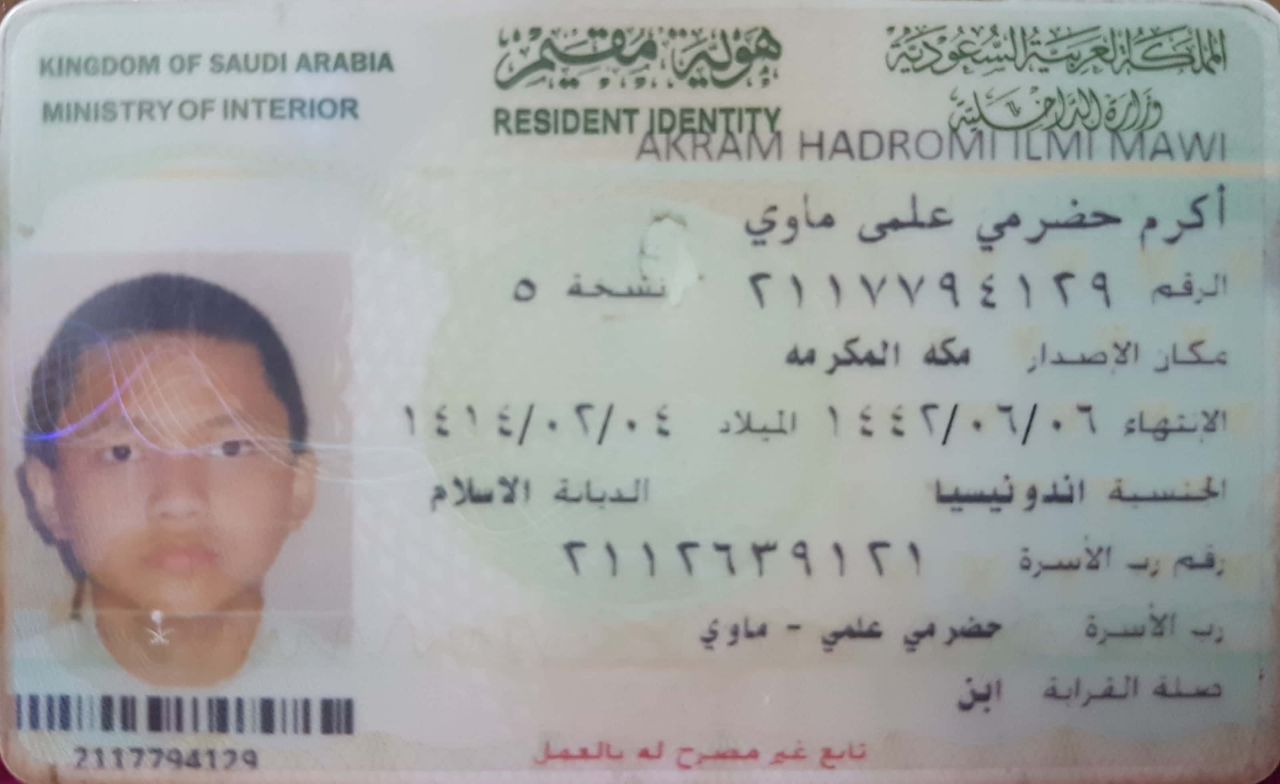 المملكة العربية السعودية
وزارة الداخلية
هوية مقيم
RESIDENT IDENTITY
KINGDOM OF SAUDI ARABIA
MINISTRY OF INTERIOR
AKRAM HADROMI ILMI MAWI
أكرم حضرمي علمى ماوي
الرقم ٢١١٧٧٩٤١٢٩ نسخة ٥
مكان الإصدار مكه المكرمه
الإنتهاء ١٤٤٢/٠٦/٠٦ الميلاد ١٤١٤/٠٢/٠٤
الجنسية اندونيسيا الديانة الاسلام
رقم رب الأسرة ٢١١٢٦٣٩١٢١
رب الأسرة حضرمي علمي - ماوي
صلة القرابة ابن
تابع غير مصرح له بالعمل
2117794129